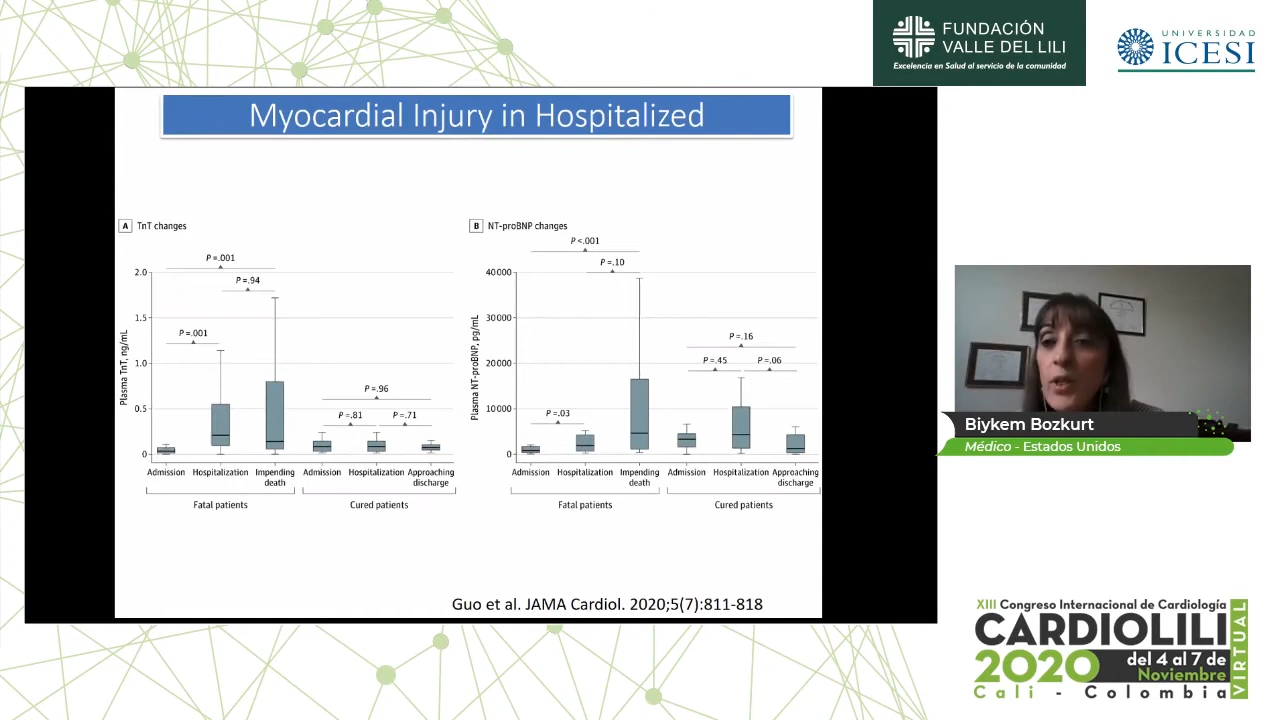 FUNDACIÓN
VALLE DEL LILI
Excelencia en Salud al servicio de la comunidad
UNIVERSIDAD
ICESI
Myocardial Injury in Hospitalized
A TnT changes
P =.001
P =.94
P =.001
P =.96
P =.81
P =.71
Plasma TnT, ng/mL
2.0
1.5
1.0
0.5
0
Admission
Hospitalization
Impending
death
Admission
Hospitalization
Approaching
discharge
Fatal patients
Cured patients
B NT-proBNP changes
P <.001
P =.10
P =.03
P =.16
P =.45
P =.06
Plasma NT-proBNP, pg/mL
40000
30000
20000
10000
0
Admission
Hospitalization
Impending
death
Admission
Hospitalization
Approaching
discharge
Fatal patients
Cured patients
Guo et al. JAMA Cardiol. 2020;5(7):811-818
Biykem Bozkurt
Médico - Estados Unidos
XIII Congreso Internacional de Cardiología
CARDIOLILI
2020
del 4 al 7 de
Noviembre
VIRTUAL
Cali - Colombia